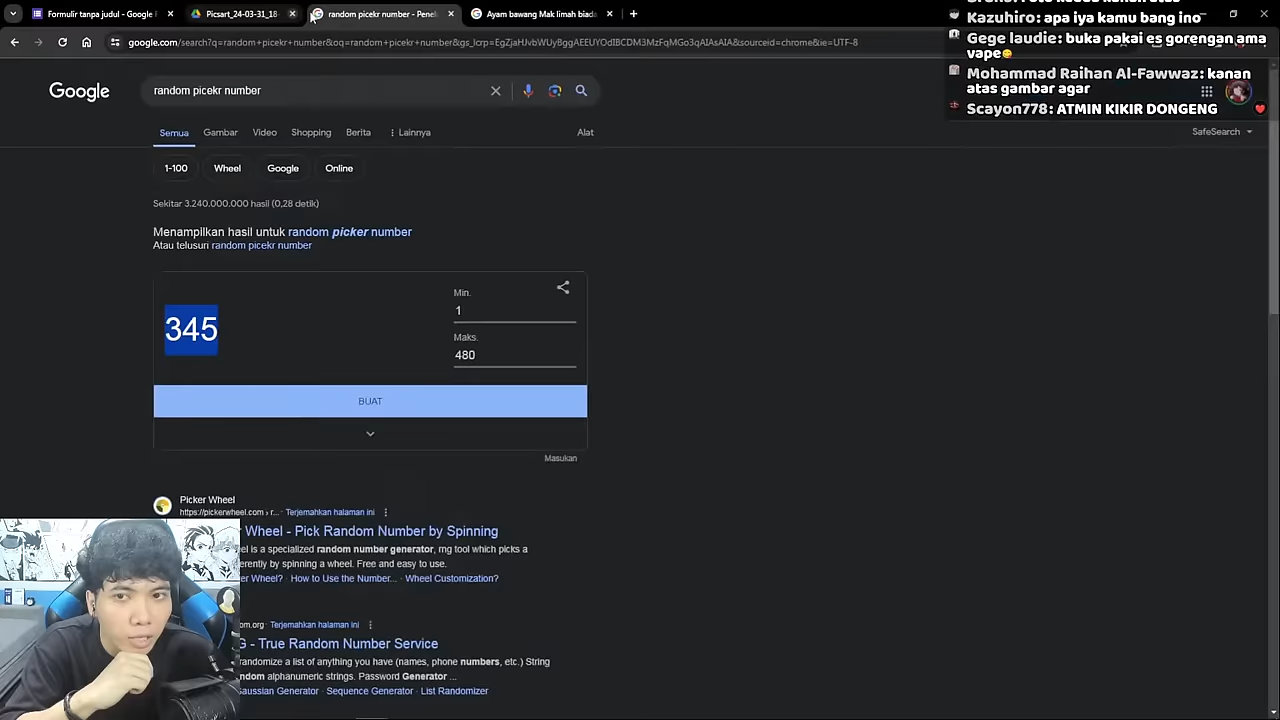 Formulir tanpa judul - Google F
Picsart_24-03-31_18
random picekr number - Penel
Ayam bawang Mak limah biada
google.com/search?q=random+picekr+number&oq=random+picekr+number&gs_lcrp=EgZjaHJvbWUyBggAEEUYOdIBCDM3MzFqMGo3qAIAsAIA&sourceid=chrome&ie=UTF-8
Kazuhiro: apa iya kamu bang ino
Gege laudie: buka pakai es gorengan ama
vape😋
Mohammad Raihan Al-Fawwaz: kanan
atas gambar agar
Scayon778: ATMIN KIKIR DONGENG
Google
random picekr number
Semua Gambar Video Shopping Berita Lainnya Alat SafeSearch
1-100 Wheel Google Online
Sekitar 3.240.000.000 hasil (0,28 detik)
Menampilkan hasil untuk random picker number
Atau telusuri random picekr number
345
Min.
1
Maks.
480
BUAT
Masukan
Picker Wheel
https://pickerwheel.com › r... · Terjemahkan halaman ini
Wheel - Pick Random Number by Spinning
el is a specialized random number generator, rng tool which picks a
erently by spinning a wheel. Free and easy to use.
er Wheel? · How to Use the Number... · Wheel Customization?
om.org · Terjemahkan halaman ini
G - True Random Number Service
randomize a list of anything you have (names, phone numbers, etc.) String
ndom alphanumeric strings. Password Generator ...
aussian Generator · Sequence Generator · List Randomizer